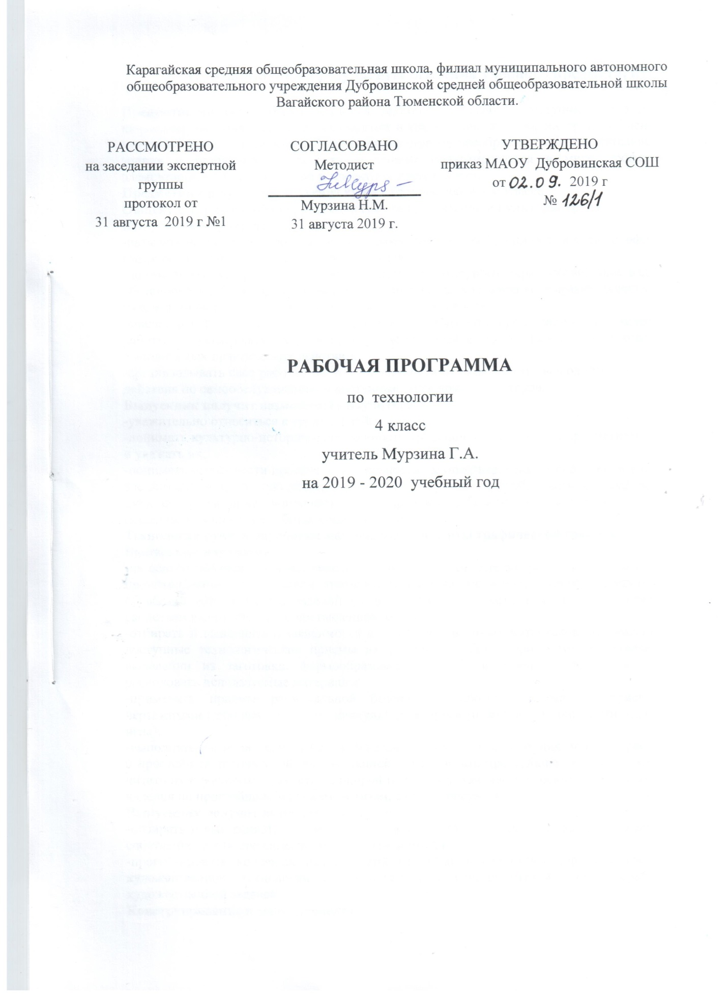 Карагайская средняя общеобразовательная школа, филиал муниципального автономного
общеобразовательного учреждения Дубровинской средней общеобразовательной школы
Вагайского района Тюменской области.
РАССМОТРЕНО
на заседании экспертной
группы
протокол от
31 августа 2019 г №1
СОГЛАСОВАНО
Методист
Мурзина Н.М.
31 августа 2019 г.
УТВЕРЖДЕНО
приказ МАОУ Дубровинская СОШ
от 02.09. 2019 г
№ 126/1
РАБОЧАЯ ПРОГРАММА
по технологии
4 класс
учитель Мурзина Г.А.
на 2019 - 2020 учебный год